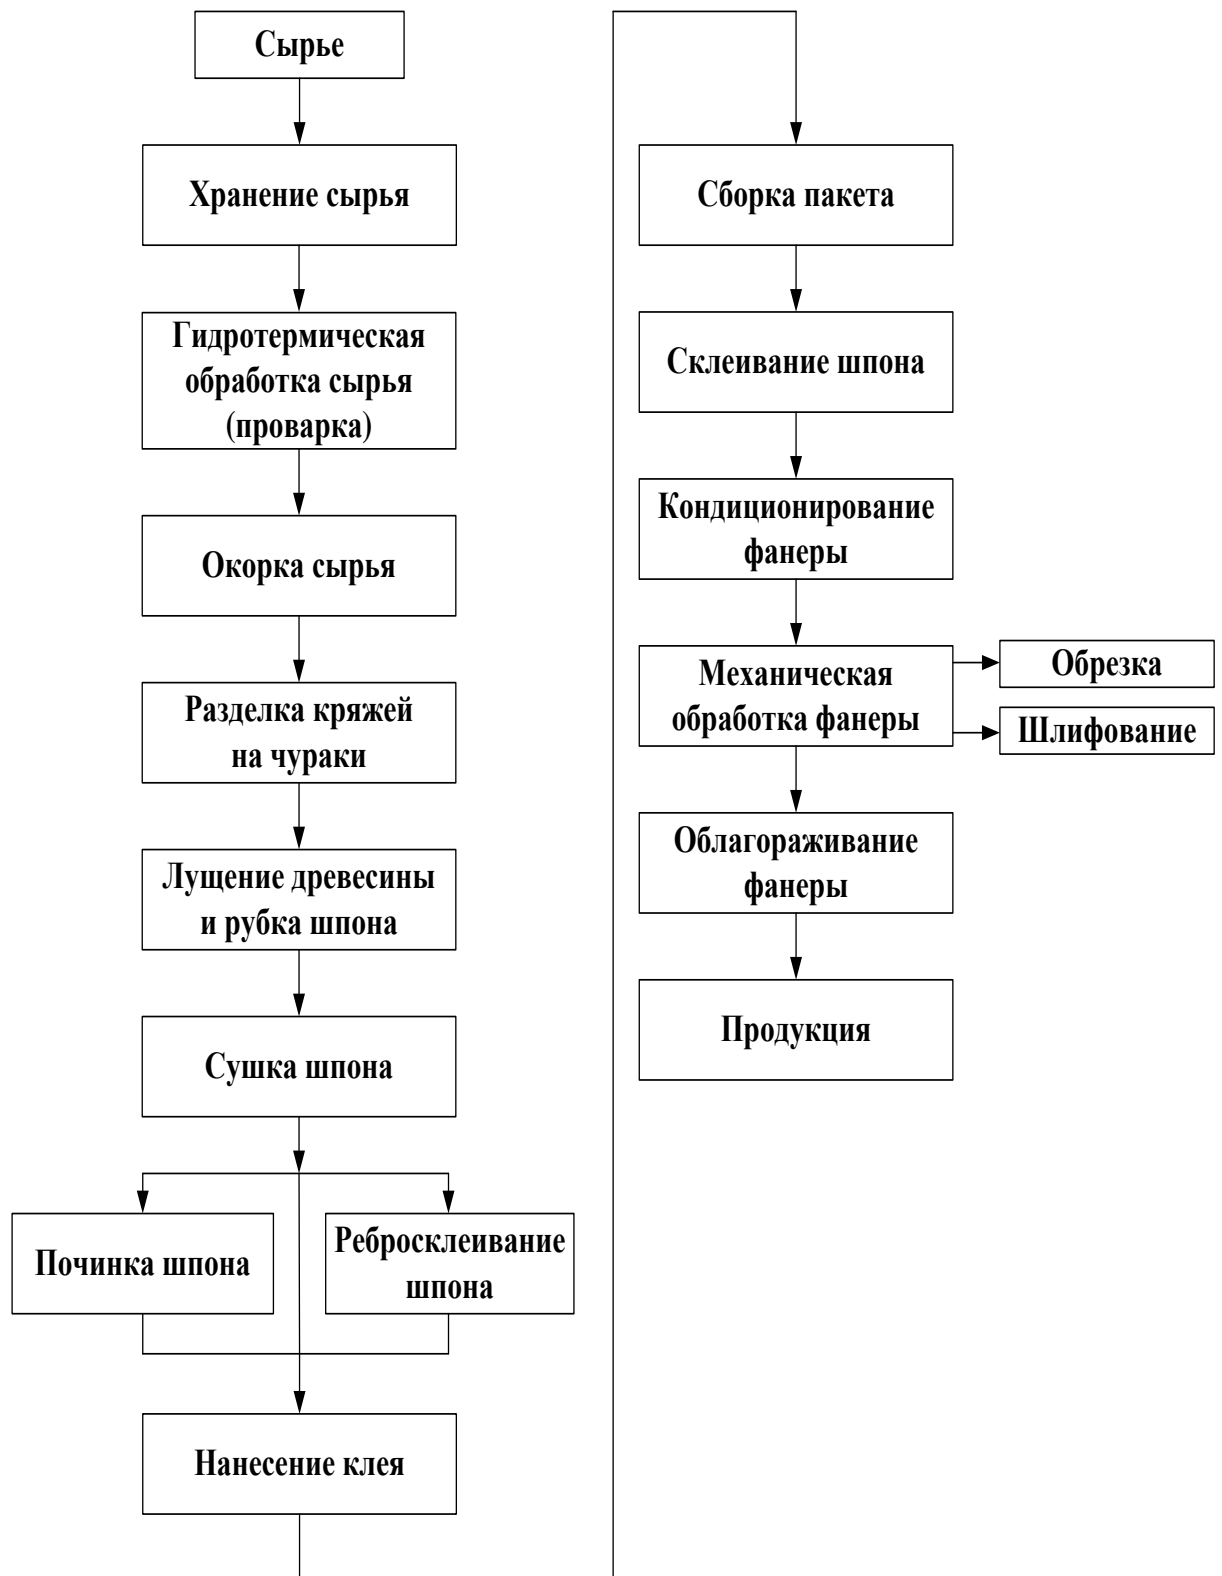 Сырье
Хранение сырья
Гидротермическая
обработка сырья
(проварка)
Окорка сырья
Разделка кряжей
на чураки
Лущение древесины
и рубка шпона
Сушка шпона
Починка шпона
Ребросклеивание
шпона
Нанесение клея
Сборка пакета
Склеивание шпона
Кондиционирование
фанеры
Механическая
обработка фанеры
Обрезка
Шлифование
Облагораживание
фанеры
Продукция